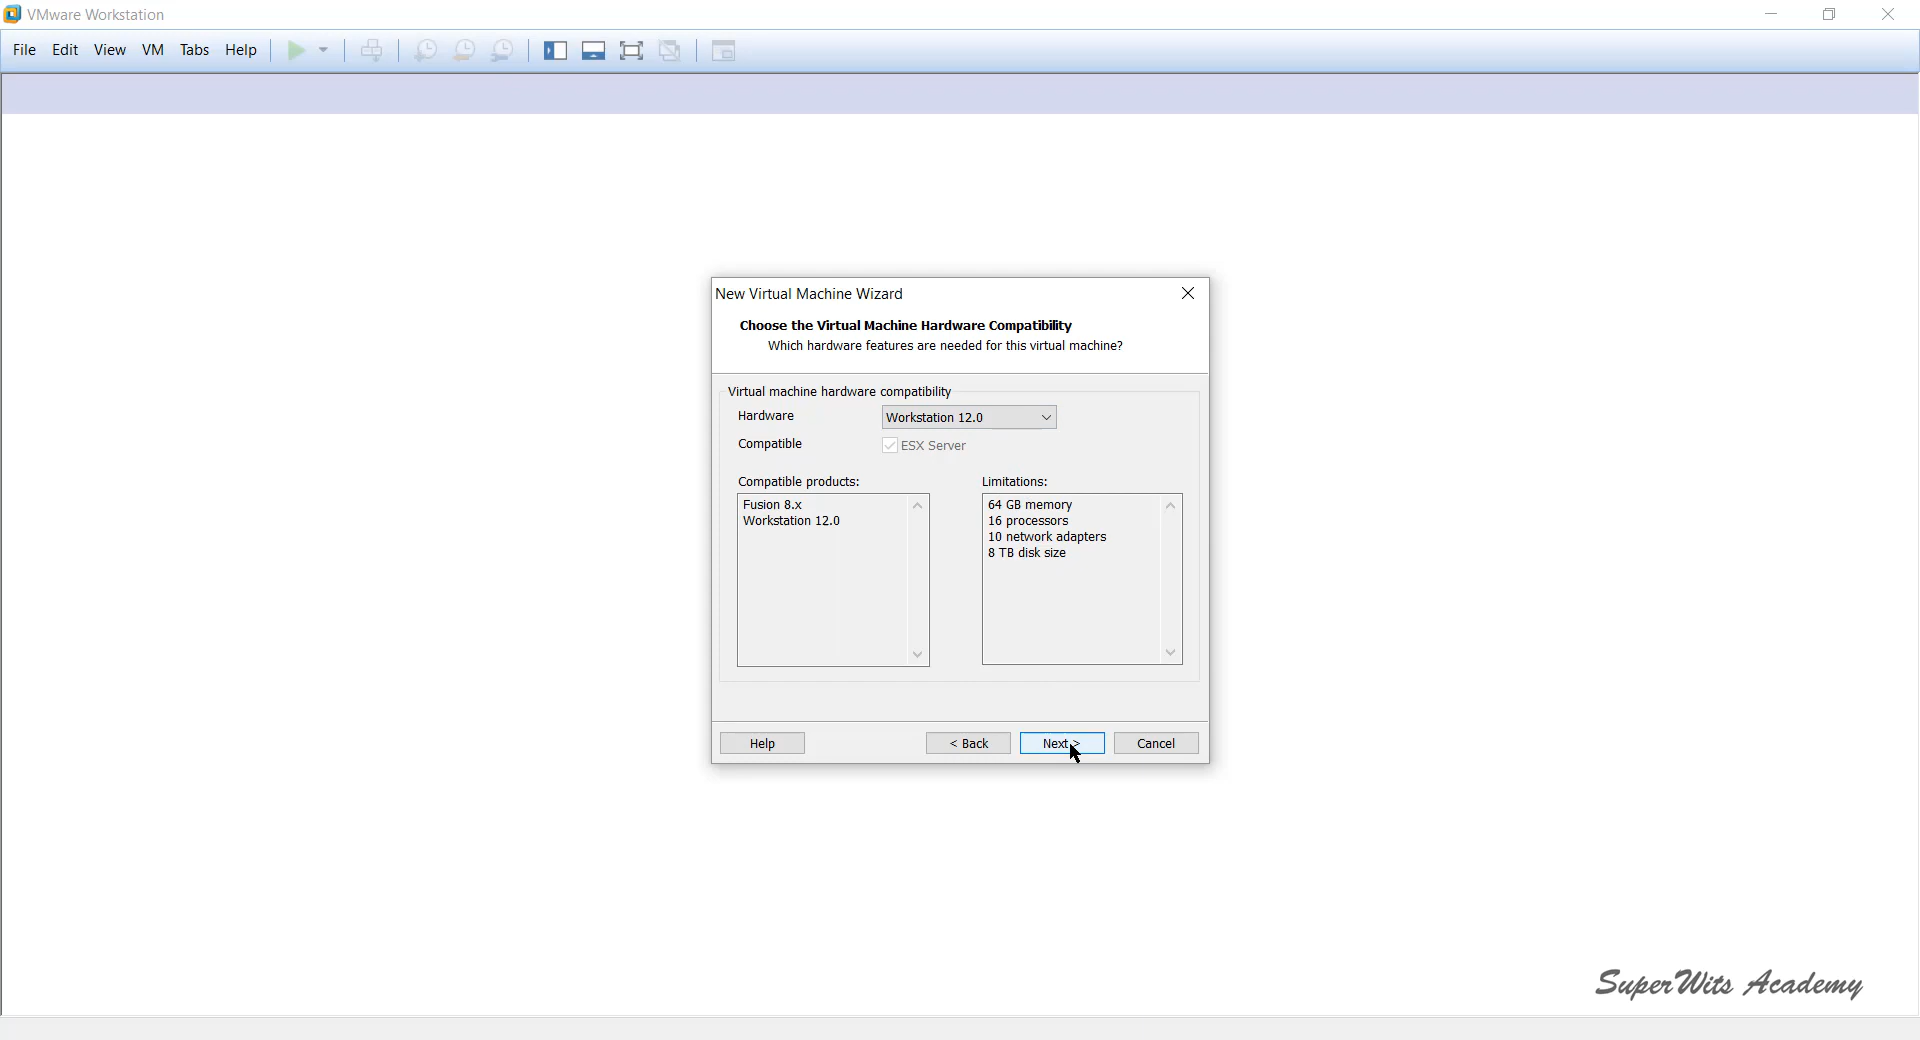 VMware Workstation
File Edit View VM Tabs Help
New Virtual Machine Wizard
Choose the Virtual Machine Hardware Compatibility
Which hardware features are needed for this virtual machine?
Virtual machine hardware compatibility
Hardware Workstation 12.0
Compatible ESX Server
Compatible products: Limitations:
Fusion 8.x 64 GB memory
Workstation 12.0 16 processors
10 network adapters
8 TB disk size
Help < Back Next > Cancel
SuperWits Academy